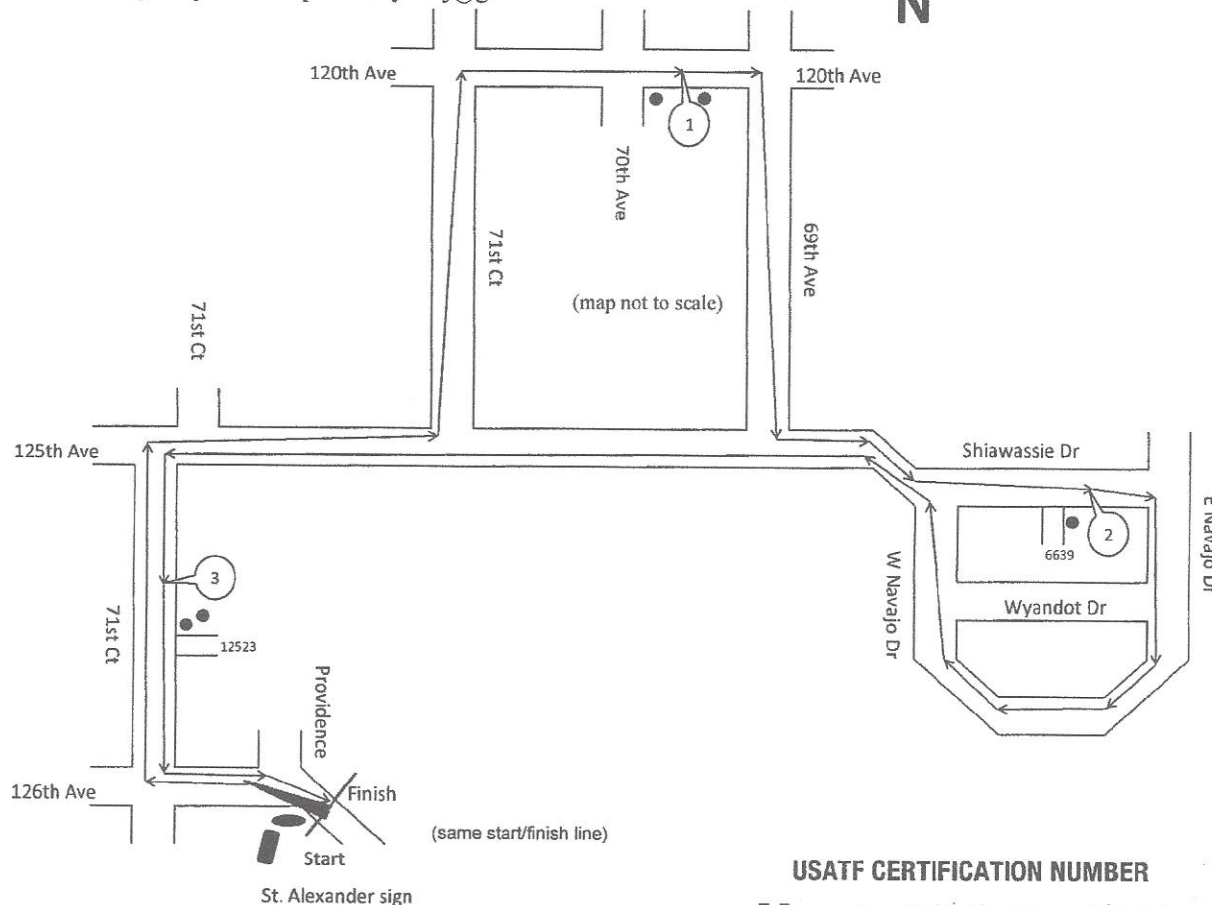 N
120th Ave
120th Ave
1
70th Ave
71st Ct
69th Ave
(map not to scale)
71st Ct
125th Ave
Shiawassie Dr
E Navajo Dr
2
6639
W Navajo Dr
Wyandot Dr
3
71st Ct
12523
Providence
126th Ave
Finish
(same start/finish line)
Start
St. Alexander sign
USATF CERTIFICATION NUMBER